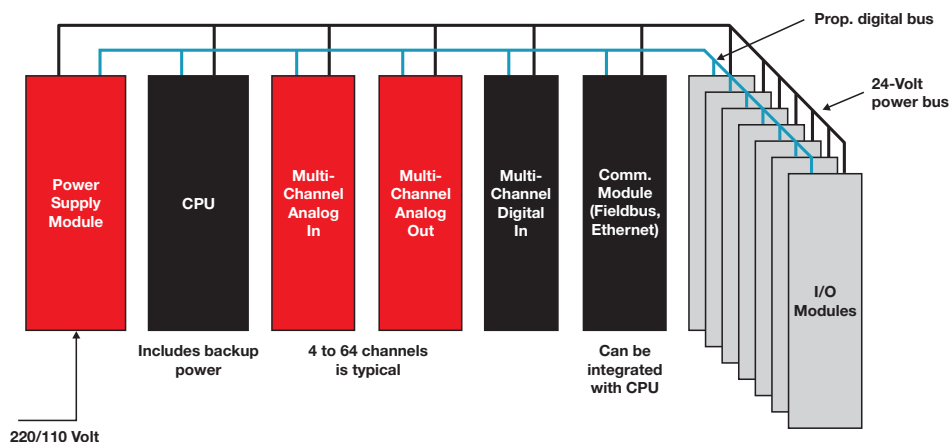 Prop. digital bus
24-Volt
power bus
Power
Supply
Module
CPU
Multi-
Channel
Analog
In
Multi-
Channel
Analog
Out
Multi-
Channel
Digital
In
Comm.
Module
(Fieldbus,
Ethernet)
I/O
Modules
Includes backup
power
4 to 64 channels
is typical
Can be
integrated
with CPU
220/110 Volt